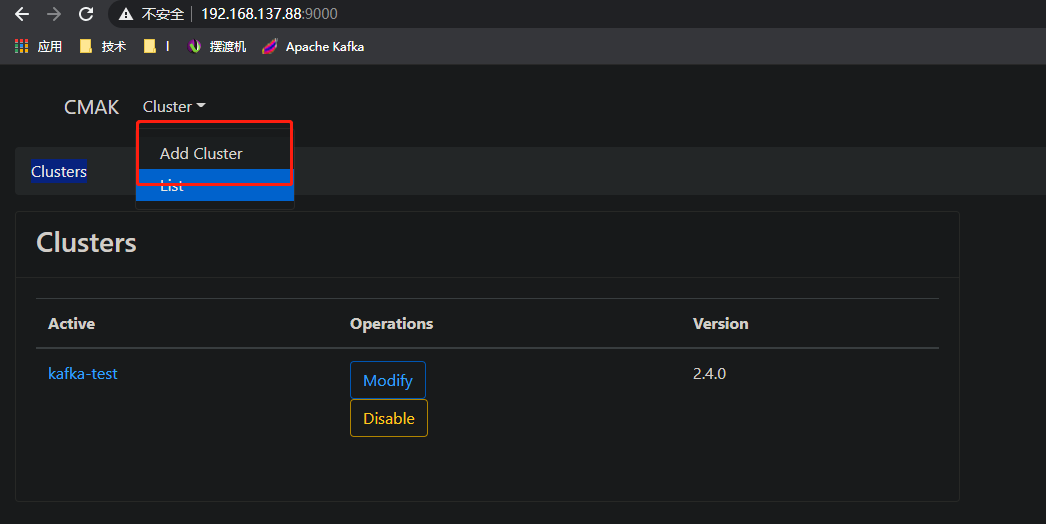 不安全 192.168.137.88:9000
应用 技术 l 摆渡机 Apache Kafka
CMAK Cluster
Add Cluster
List
Clusters
Clusters
Active Operations Version
kafka-test Modify 2.4.0
Disable